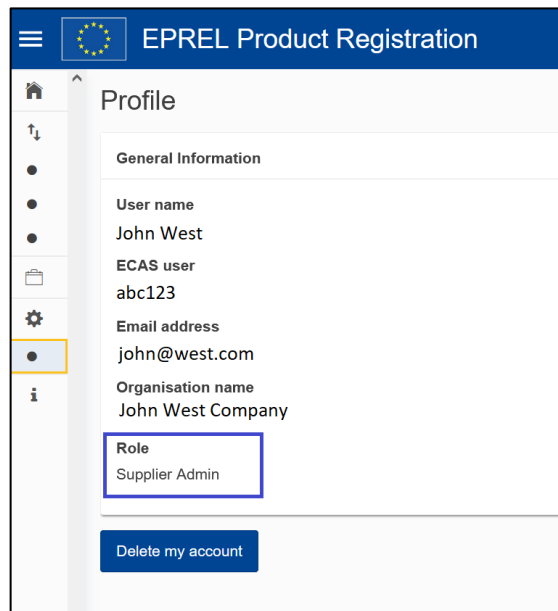 EPREL Product Registration
Profile
General Information
User name
John West
ECAS user
abc123
Email address
john@west.com
Organisation name
John West Company
Role
Supplier Admin
Delete my account